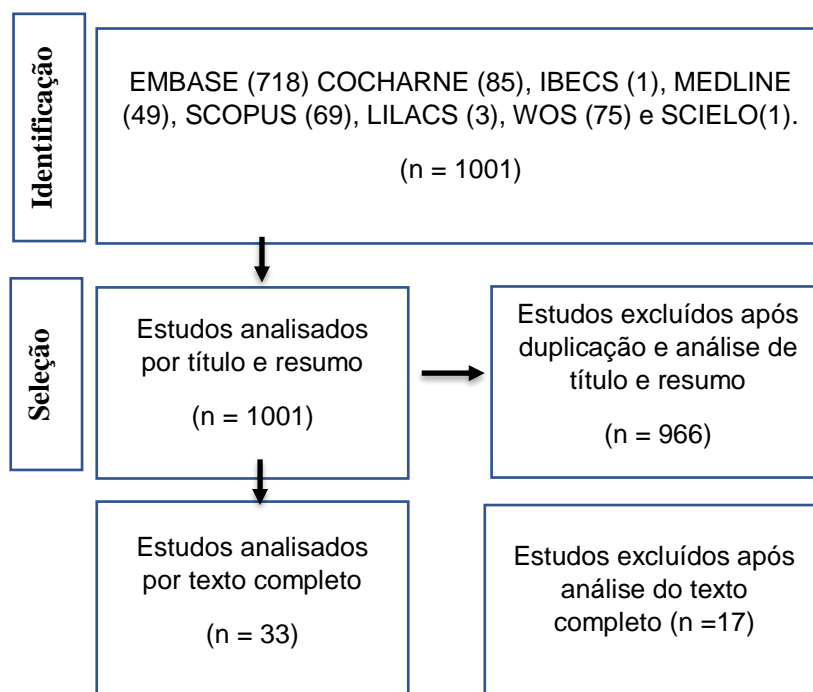 Identificação
EMBASE (718) COCHARNE (85), IBECS (1), MEDLINE
(49), SCOPUS (69), LILACS (3), WOS (75) e SCIELO(1).
(n = 1001)
Seleção
Estudos analisados
por título e resumo
(n = 1001)
Estudos excluídos após
duplicação e análise de
título e resumo
(n = 966)
Estudos analisados
por texto completo
(n = 33)
Estudos excluídos após
análise do texto
completo (n =17)